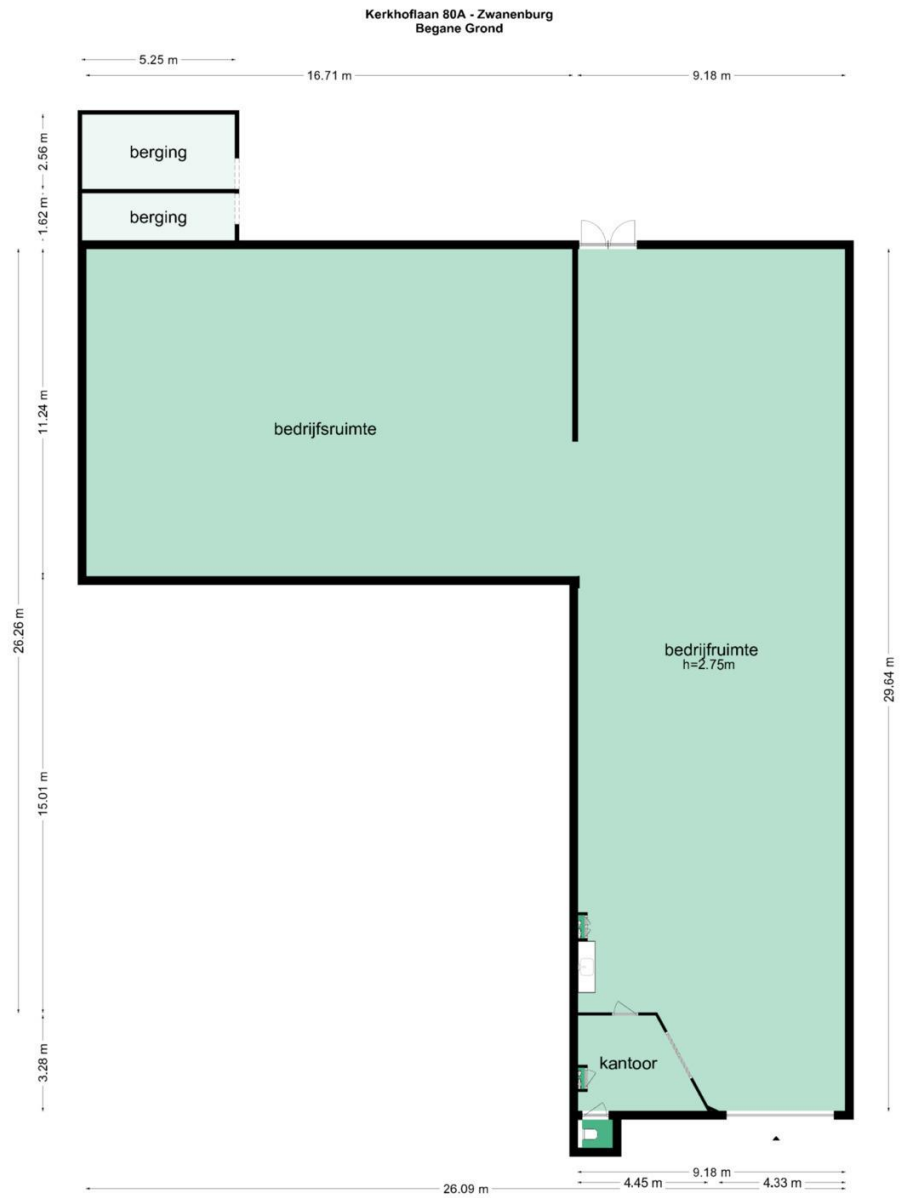 Kerkhoflaan 80A - Zwanenburg
Begane Grond
5.25 m
16.71 m
9.18 m
2.56 m
berging
1.62 m
berging
11.24 m
bedrijfsruimte
26.26 m
bedrijfruimte
h=2.75m
29.64 m
15.01 m
3.28 m
kantoor
9.18 m
4.45 m
4.33 m
26.09 m